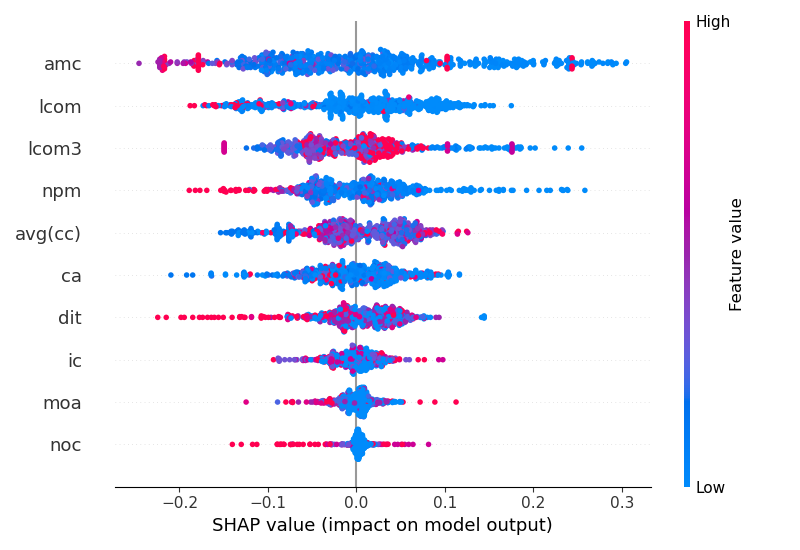 High
amc
lcom
lcom3
npm
avg(cc)
ca
dit
ic
moa
noc
Feature value
Low
−0.2 −0.1 0.0 0.1 0.2 0.3
SHAP value (impact on model output)